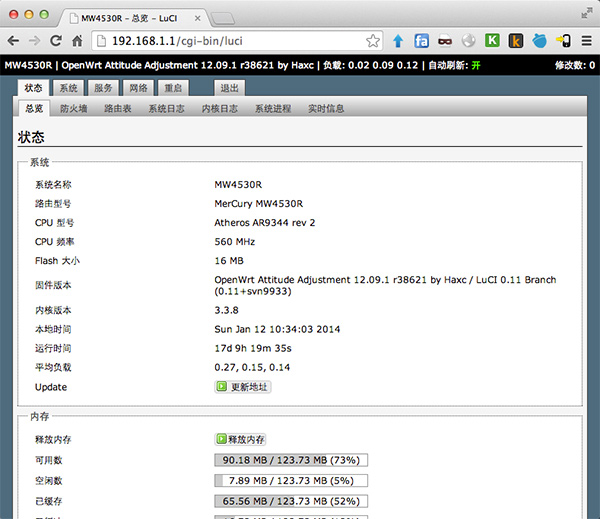 MW4530R – 总览 – LuCI
192.168.1.1/cgi-bin/luci
MW4530R | OpenWrt Attitude Adjustment 12.09.1 r38621 by Haxc | 负载: 0.02 0.09 0.12 | 自动刷新: 开 修改数: 0
状态 系统 服务 网络 重启 退出
总览 防火墙 路由表 系统日志 内核日志 系统进程 实时信息
状态
系统
系统名称 MW4530R
路由型号 MerCury MW4530R
CPU 型号 Atheros AR9344 rev 2
CPU 频率 560 MHz
Flash 大小 16 MB
固件版本 OpenWrt Attitude Adjustment 12.09.1 r38621 by Haxc / LuCI 0.11 Branch
(0.11+svn9933)
内核版本 3.3.8
本地时间 Sun Jan 12 10:34:03 2014
运行时间 17d 9h 19m 35s
平均负载 0.27, 0.15, 0.14
Update 更新地址
内存
释放内存 释放内存
可用数 90.18 MB / 123.73 MB (73%)
空闲数 7.89 MB / 123.73 MB (5%)
已缓存 65.56 MB / 123.73 MB (52%)